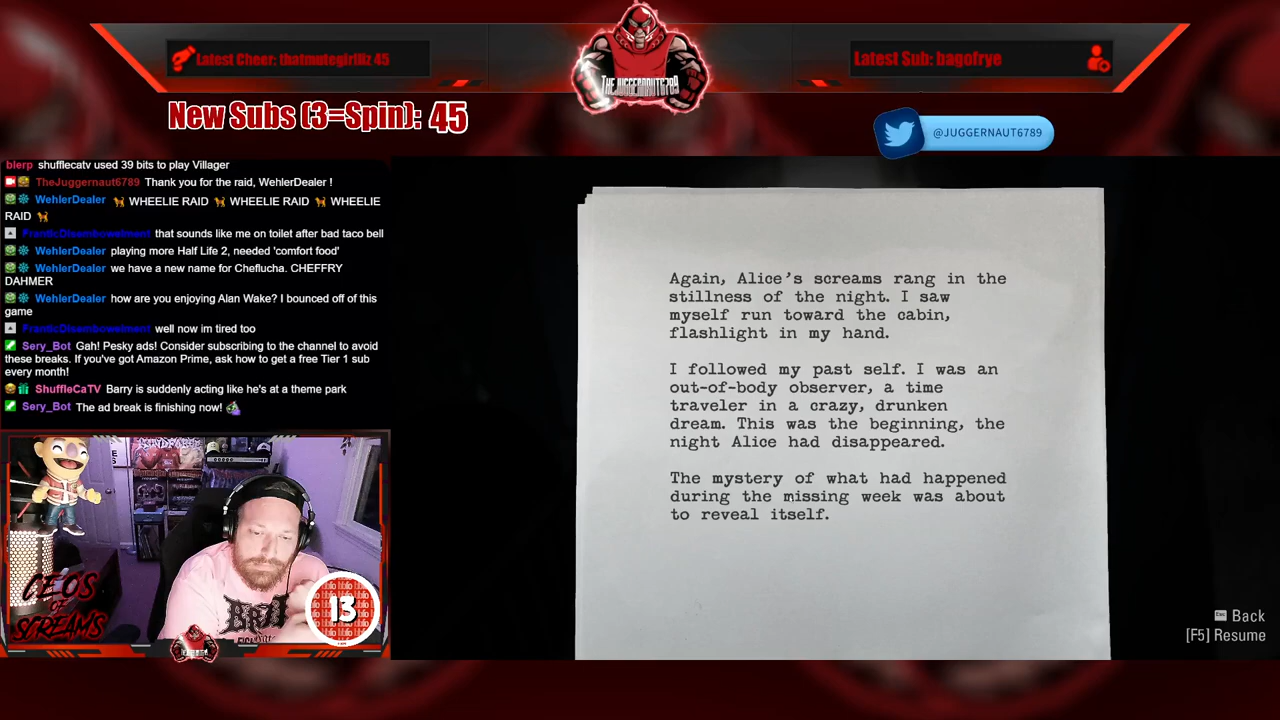 Latest Cheer: thatmutegirlliz 45
THEJUGGERNAUT6789
Latest Sub: bagofrye
New Subs (3=Spin): 45
@JUGGERNAUT6789
blerp shufflecatv used 39 bits to play Villager
TheJuggernaut6789 Thank you for the raid, WehlerDealer !
WehlerDealer WHEELIE RAID WHEELIE RAID WHEELIE
RAID
FranticDisembowelment that sounds like me on toilet after bad taco bell
WehlerDealer playing more Half Life 2, needed 'comfort food'
WehlerDealer we have a new name for Cheflucha. CHEFFRY
DAHMER
WehlerDealer how are you enjoying Alan Wake? I bounced off of this
game
FranticDisembowelment well now im tired too
Sery_Bot Gah! Pesky ads! Consider subscribing to the channel to avoid
these breaks. If you've got Amazon Prime, ask how to get a free Tier 1 sub
every month!
ShuffleCaTV Barry is suddenly acting like he's at a theme park
Sery_Bot The ad break is finishing now!
CEOS
OF
SCREAMS
13
Again, Alice's screams rang in the
stillness of the night. I saw
myself run toward the cabin,
flashlight in my hand.
I followed my past self. I was an
out-of-body observer, a time
traveler in a crazy, drunken
dream. This was the beginning, the
night Alice had disappeared.
The mystery of what had happened
during the missing week was about
to reveal itself.
Esc Back
[F5] Resume